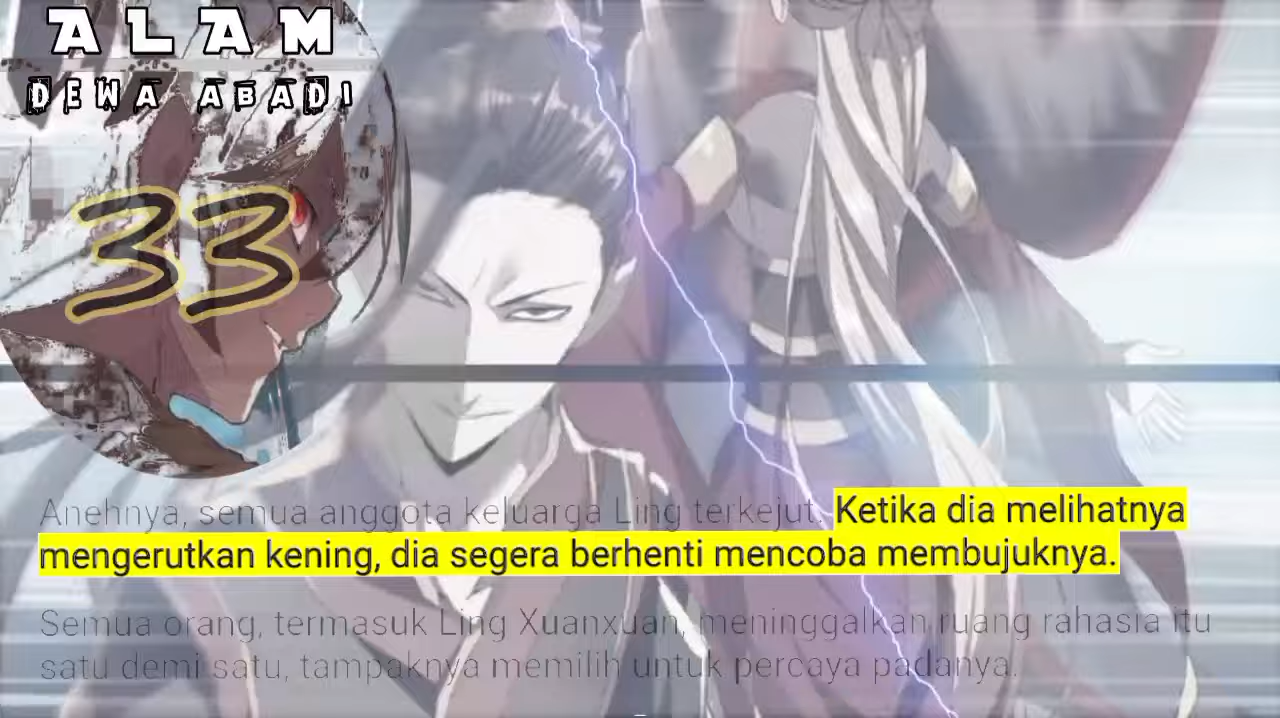 ALAM
DEWA ABADI
33
Anehnya, semua anggota keluarga Ling terkejut. Ketika dia melihatnya
mengerutkan kening, dia segera berhenti mencoba membujuknya.
Semua orang, termasuk Ling Xuanxuan, meninggalkan ruang rahasia itu
satu demi satu, tampaknya memilih untuk percaya padanya.